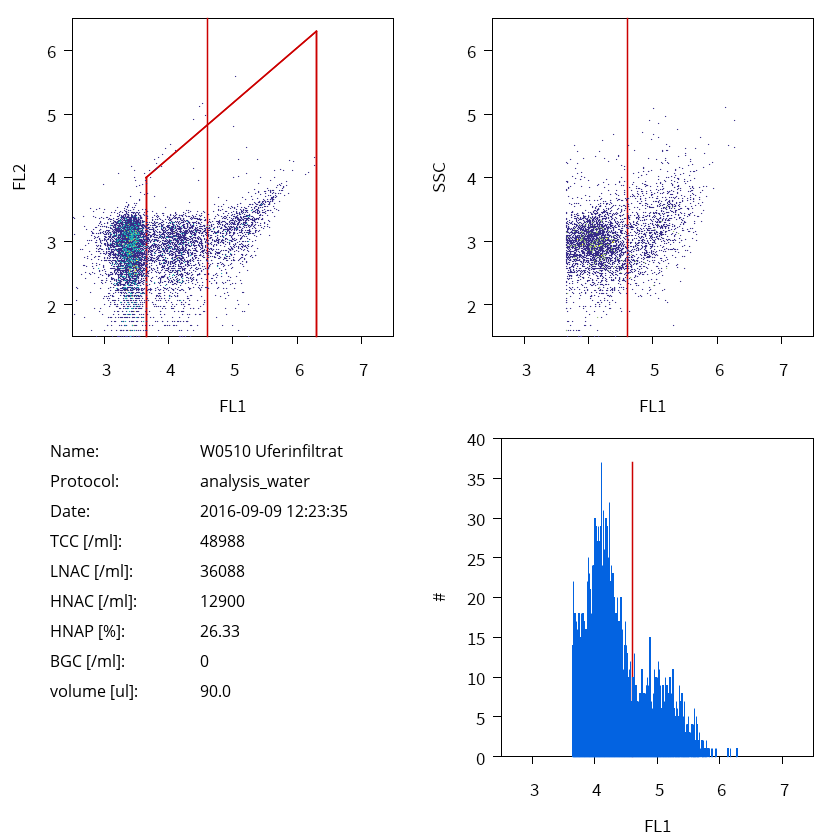 6
5
4
3
2
FL2
3
4
5
6
7
FL1
6
5
4
3
2
SSC
3
4
5
6
7
FL1
Name: W0510 Uferinfiltrat
Protocol: analysis_water
Date: 2016-09-09 12:23:35
TCC [/ml]: 48988
LNAC [/ml]: 36088
HNAC [/ml]: 12900
HNAP [%]: 26.33
BGC [/ml]: 0
volume [ul]: 90.0
40
35
30
25
20
15
10
5
0
#
3
4
5
6
7
FL1